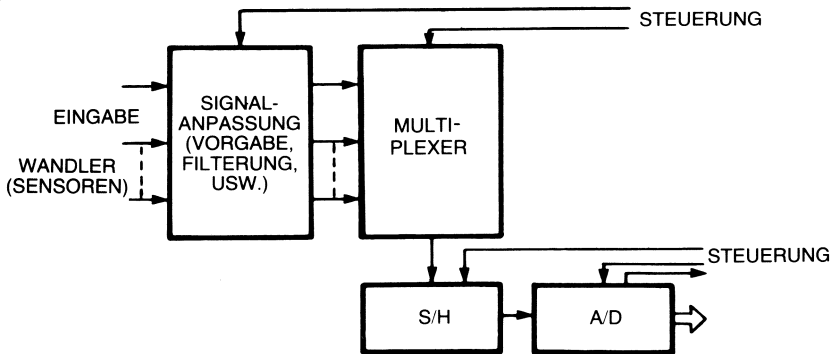 STEUERUNG
EINGABE
WANDLER
(SENSOREN)
SIGNAL-
ANPASSUNG
(VORGABE,
FILTERUNG,
USW.)
MULTI-
PLEXER
STEUERUNG
S/H
A/D